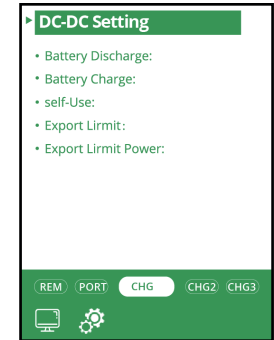 DC-DC Setting
• Battery Discharge:
• Battery Charge:
• self-Use:
• Export Lirmit:
• Export Lirmit Power:
REM PORT CHG CHG2 CHG3